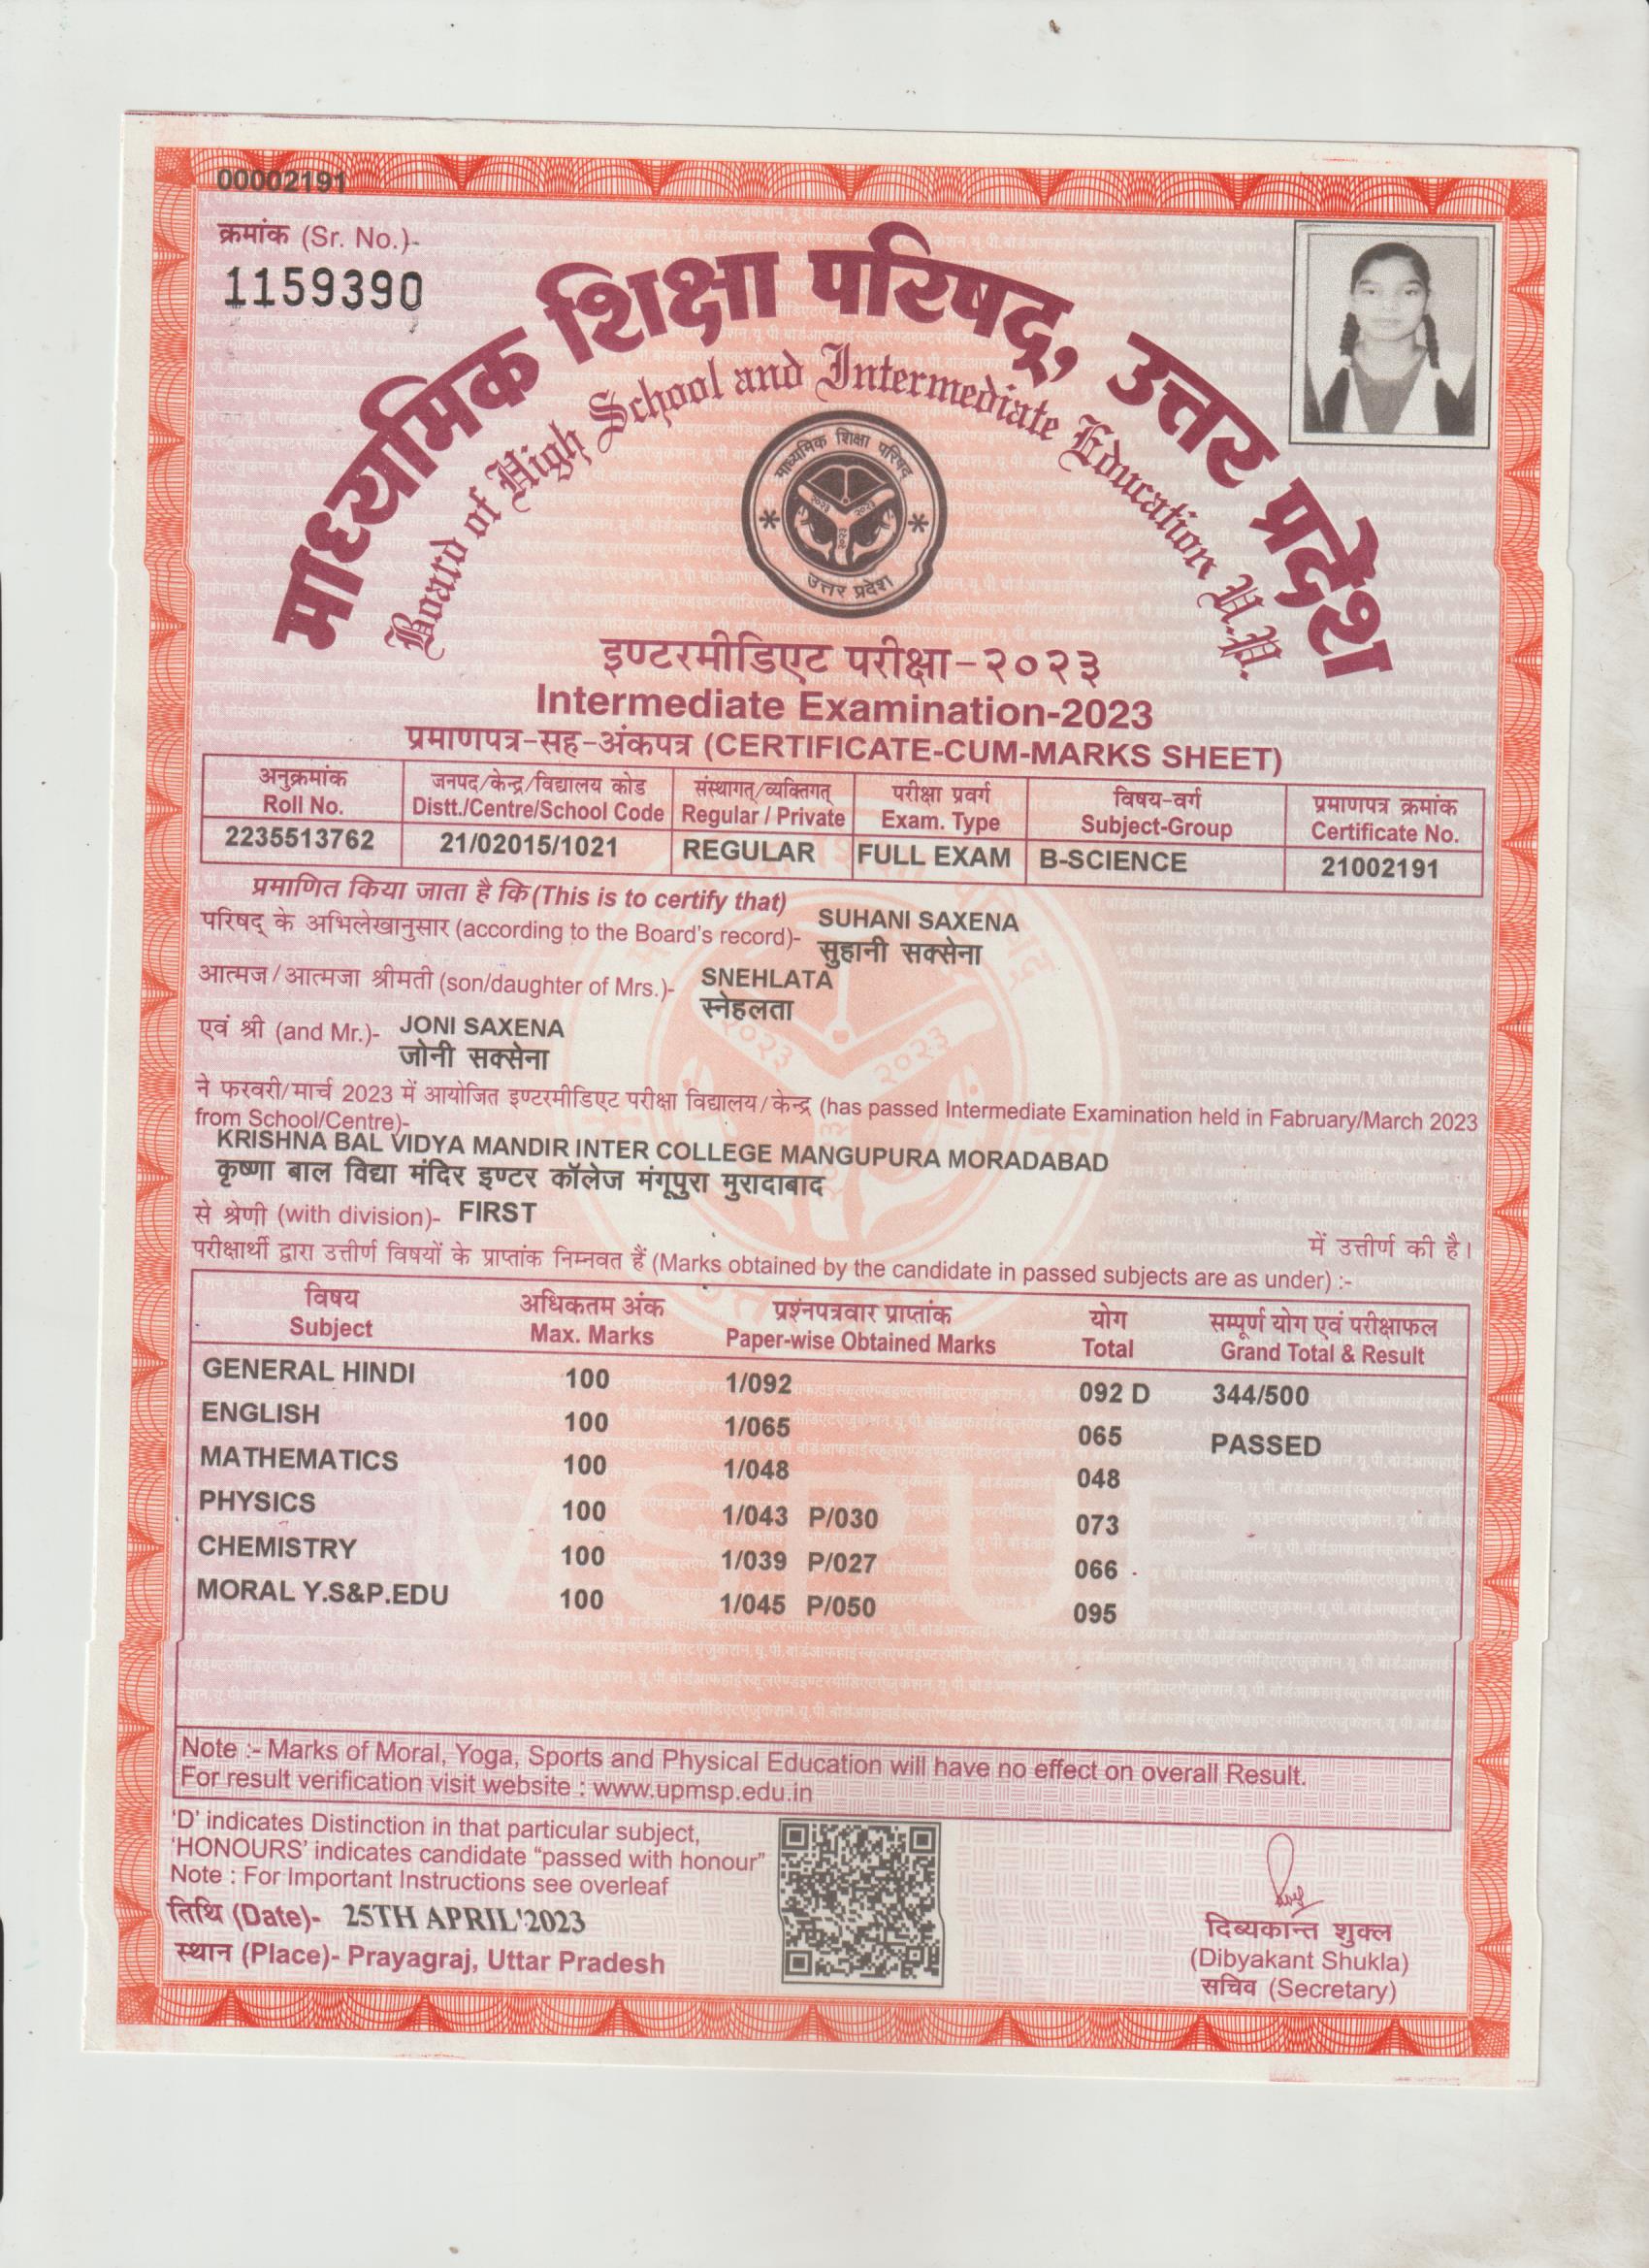 00002191
क्रमांक (Sr. No.)-
1159390
माध्यमिक शिक्षा परिषद्, उत्तर प्रदेश
Board of High School and Intermediate Education U.P.
माध्यमिक शिक्षा परिषद
२०२३ २०२३
२०२३
उत्तर प्रदेश
इण्टरमीडिएट परीक्षा-२०२३
Intermediate Examination-2023
प्रमाणपत्र-सह-अंकपत्र (CERTIFICATE-CUM-MARKS SHEET)
अनुक्रमांक जनपद/केन्द्र/विद्यालय कोड संस्थागत/व्यक्तिगत् परीक्षा प्रवर्ग विषय-वर्ग प्रमाणपत्र क्रमांक
Roll No. Distt./Centre/School Code Regular / Private Exam. Type Subject-Group Certificate No.
2235513762 21/02015/1021 REGULAR FULL EXAM B-SCIENCE 21002191
प्रमाणित किया जाता है कि (This is to certify that)
परिषद् के अभिलेखानुसार (according to the Board's record)- SUHANI SAXENA
सुहानी सक्सेना
आत्मज/आत्मजा श्रीमती (son/daughter of Mrs.)- SNEHLATA
स्नेहलता
एवं श्री (and Mr.)- JONI SAXENA
जोनी सक्सेना
ने फरवरी/मार्च 2023 में आयोजित इण्टरमीडिएट परीक्षा विद्यालय/केन्द्र (has passed Intermediate Examination held in Fabruary/March 2023
from School/Centre)-
KRISHNA BAL VIDYA MANDIR INTER COLLEGE MANGUPURA MORADABAD
कृष्णा बाल विद्या मंदिर इण्टर कॉलेज मंगूपुरा मुरादाबाद
से श्रेणी (with division)- FIRST
में उत्तीर्ण की है।
परीक्षार्थी द्वारा उत्तीर्ण विषयों के प्राप्तांक निम्नवत हैं (Marks obtained by the candidate in passed subjects are as under) :-
विषय अधिकतम अंक प्रश्नपत्रवार प्राप्तांक योग सम्पूर्ण योग एवं परीक्षाफल
Subject Max. Marks Paper-wise Obtained Marks Total Grand Total & Result
GENERAL HINDI 100 1/092 092 D 344/500
ENGLISH 100 1/065 065 PASSED
MATHEMATICS 100 1/048 048
PHYSICS 100 1/043 P/030 073
CHEMISTRY 100 1/039 P/027 066
MORAL Y.S&P.EDU 100 1/045 P/050 095
Note :- Marks of Moral, Yoga, Sports and Physical Education will have no effect on overall Result.
For result verification visit website : www.upmsp.edu.in
'D' indicates Distinction in that particular subject,
'HONOURS' indicates candidate "passed with honour"
Note : For Important Instructions see overleaf
तिथि (Date)- 25TH APRIL'2023
स्थान (Place)- Prayagraj, Uttar Pradesh
दिब्यकान्त शुक्ल
(Dibyakant Shukla)
सचिव (Secretary)